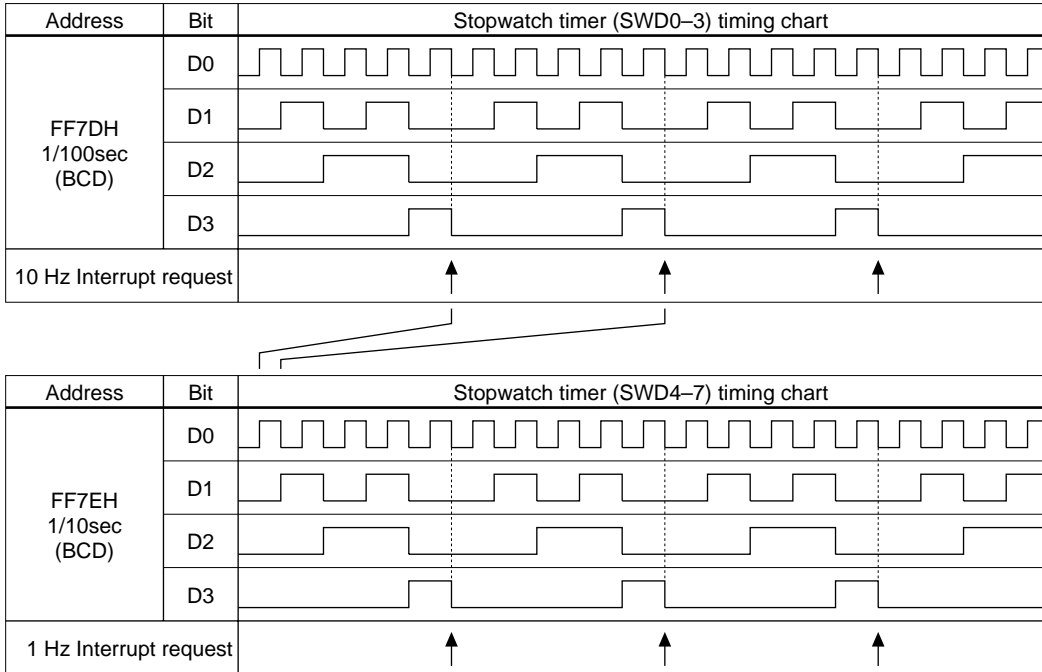 Address Bit Stopwatch timer (SWD0–3) timing chart
D0
D1
FF7DH
1/100sec
(BCD)
D2
D3
10 Hz Interrupt request
Address Bit Stopwatch timer (SWD4–7) timing chart
D0
D1
FF7EH
1/10sec
(BCD)
D2
D3
1 Hz Interrupt request